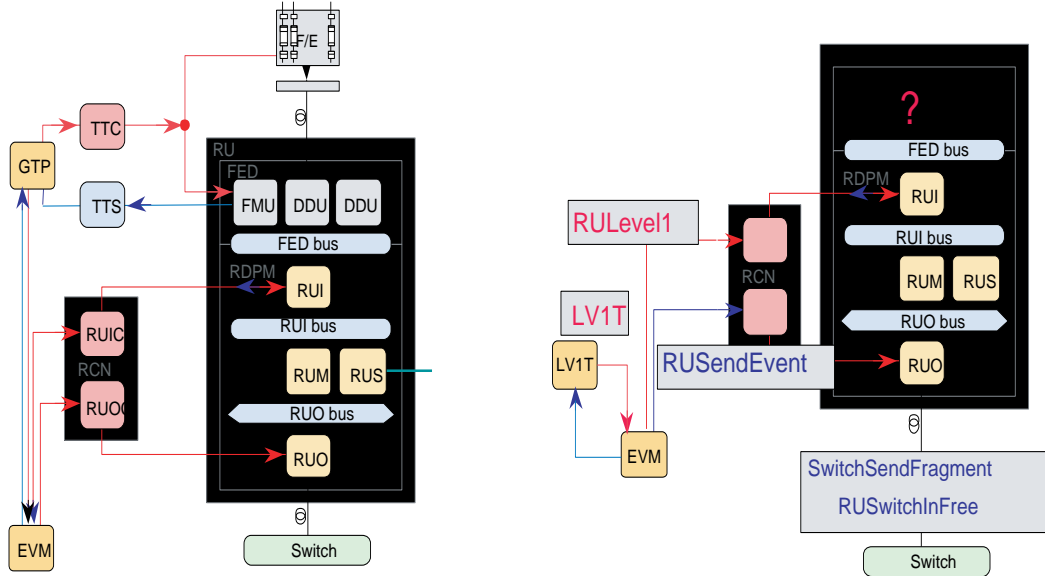 F/E
TTC
RU
GTP
FED
TTS
FMU
DDU
DDU
FED bus
RDPM
RUI
RUI bus
RUIC
RCN
RUM
RUS
RUO bus
RUO
EVM
Switch
?
FED bus
RDPM
RUI
RULevel1
RUI bus
RCN
RUM
RUS
LV1T
RUO bus
LV1T
RUSendEvent
RUO
EVM
SwitchSendFragment
RUSwitchInFree
Switch